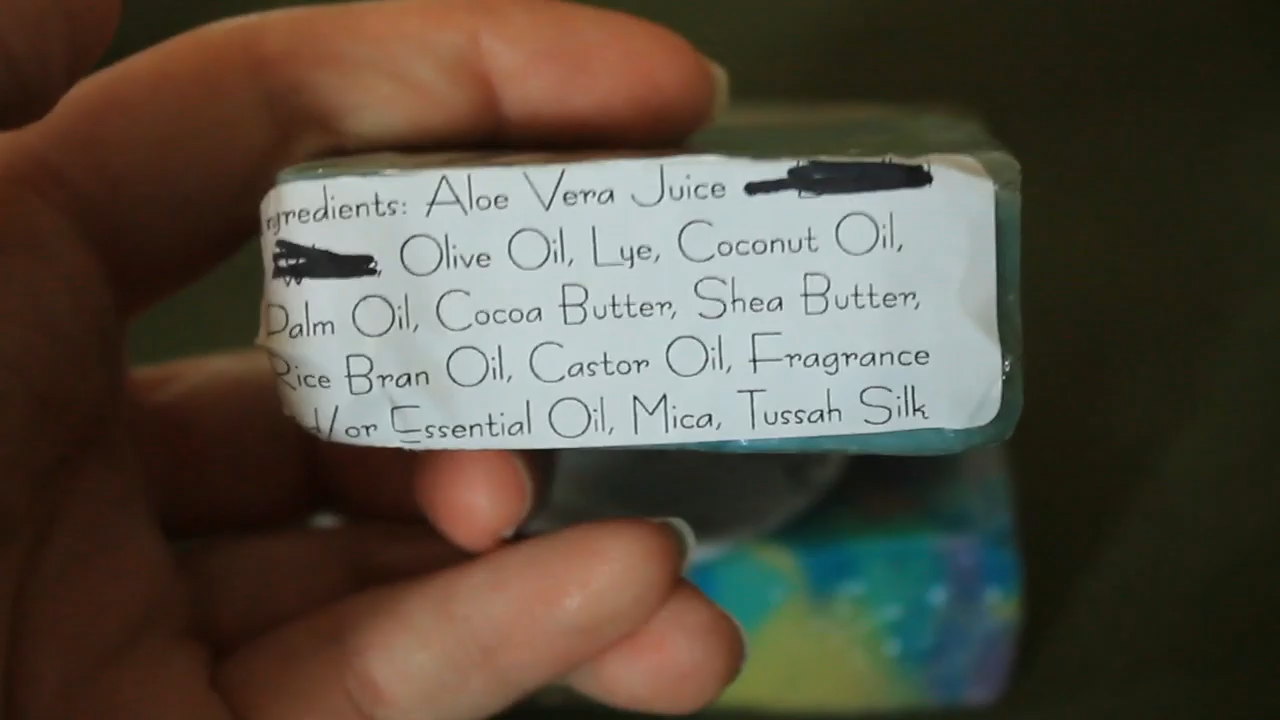 ngredients: Aloe Vera Juice
Olive Oil, Lye, Coconut Oil,
Palm Oil, Cocoa Butter, Shea Butter,
Rice Bran Oil, Castor Oil, Fragrance
d/or Essential Oil, Mica, Tussah Silk